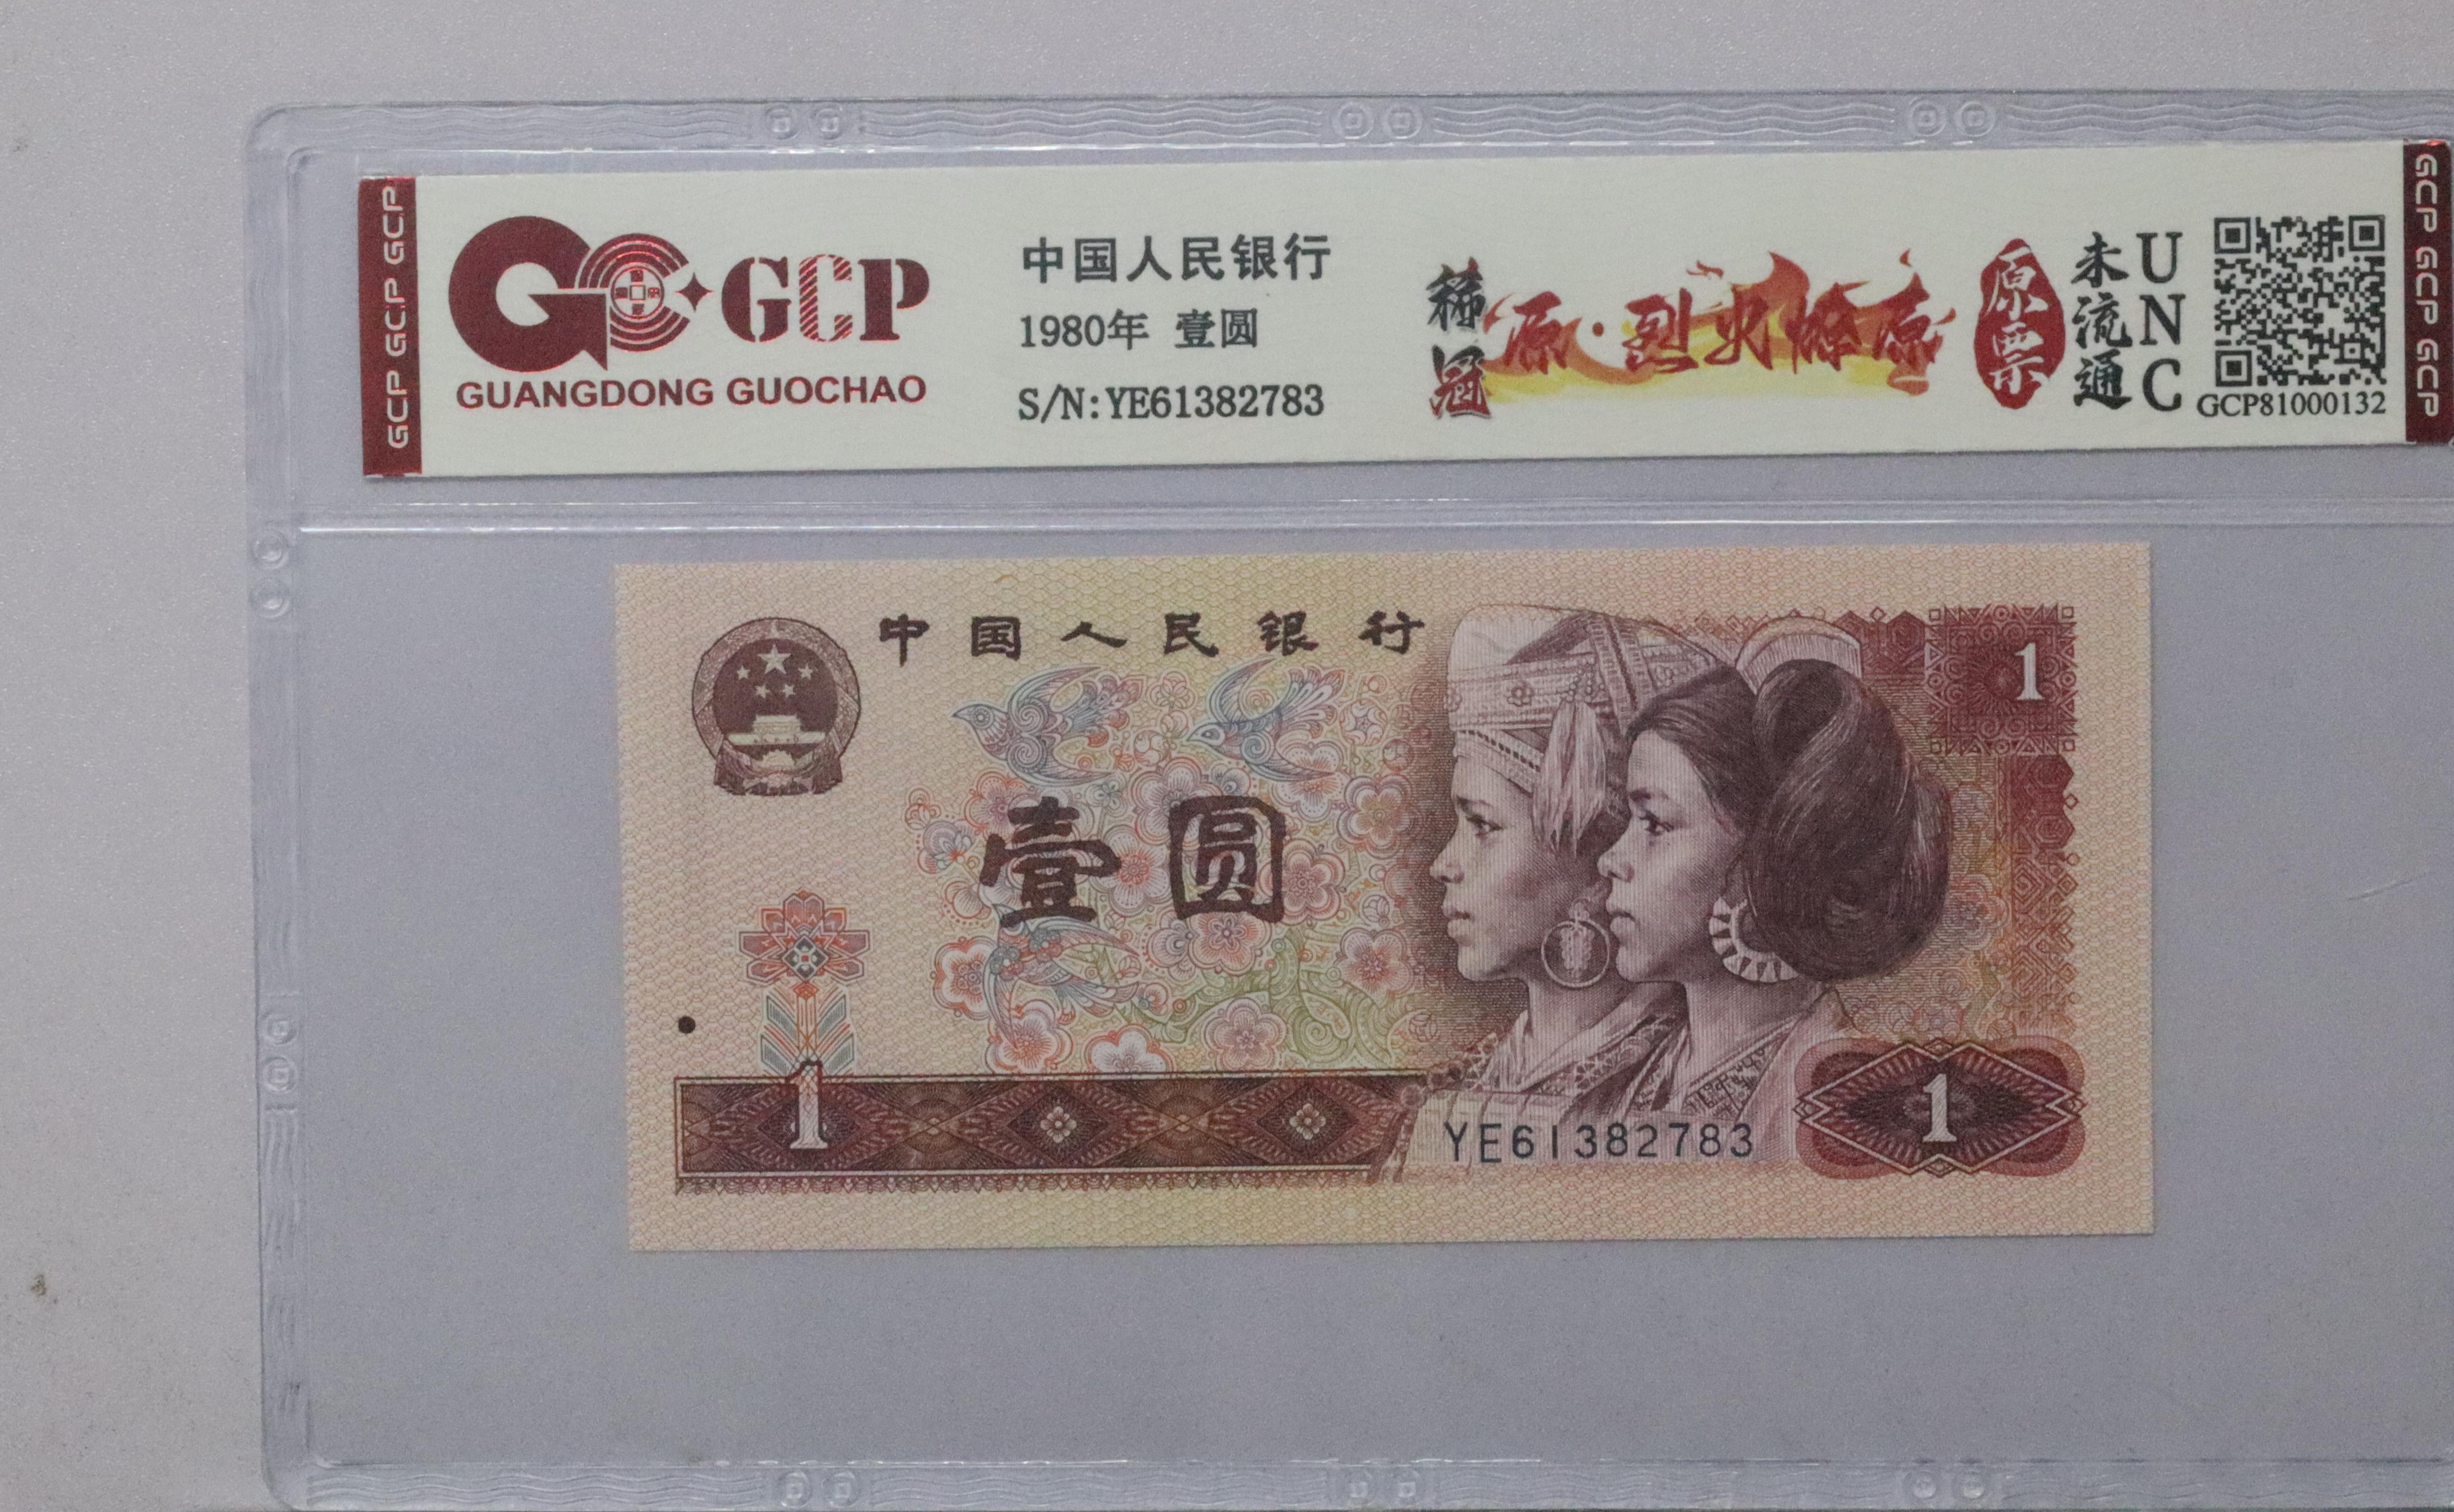 GCP GCP GCP
GCP
GUANGDONG GUOCHAO
中国人民银行
1980年 壹圆
S/N:YE61382783
稀冠
原·烈火燎原
原票
未流通
UNC
GCP81000132
GCP GCP GCP
中国人民银行
1
壹圆
1
YE61382783
1